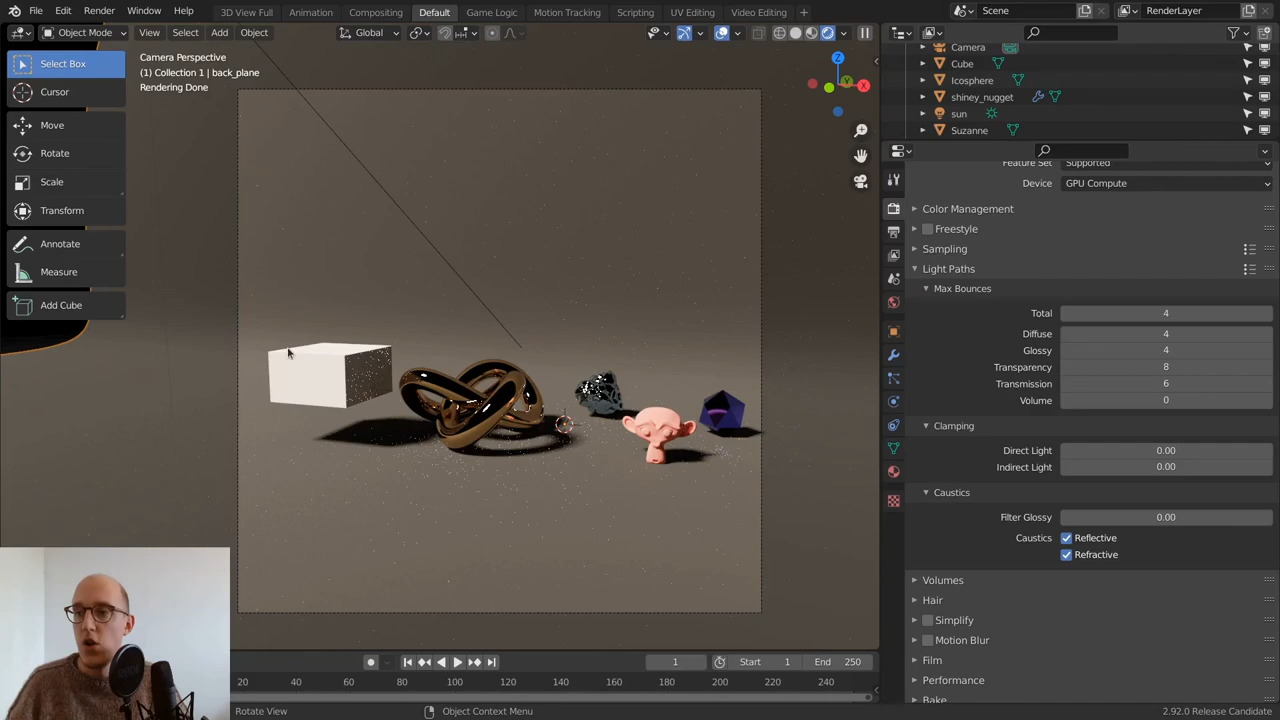 File Edit Render Window Help 3D View Full Animation Compositing Default Game Logic Motion Tracking Scripting UV Editing Video Editing + Scene RenderLayer
Object Mode View Select Add Object Global
Select Box
Cursor
Move
Rotate
Scale
Transform
Annotate
Measure
Add Cube
Camera Perspective
(1) Collection 1 | back_plane
Rendering Done
Z
Y
X
Camera
Cube
Icosphere
shiney_nugget
sun
Suzanne
Feature Set Supported
Device GPU Compute
Color Management
Freestyle
Sampling
Light Paths
Max Bounces
Total 4
Diffuse 4
Glossy 4
Transparency 8
Transmission 6
Volume 0
Clamping
Direct Light 0.00
Indirect Light 0.00
Caustics
Filter Glossy 0.00
Caustics Reflective
Refractive
Volumes
Hair
Simplify
Motion Blur
Film
Performance
Bake
1 Start 1 End 250
20 40 60 80 100 120 140 160 180 200 220 240
Rotate View Object Context Menu 2.92.0 Release Candidate